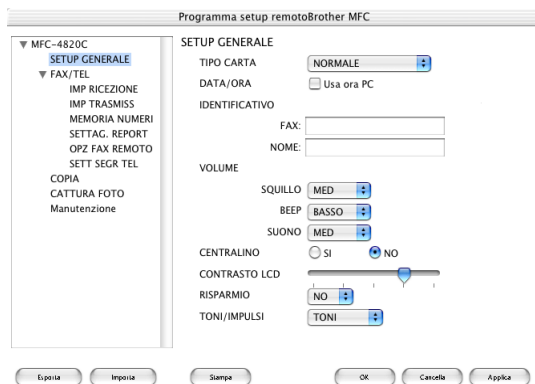 Programma setup remotoBrother MFC
MFC-4820C
SETUP GENERALE
FAX/TEL
IMP RICEZIONE
IMP TRASMISS
MEMORIA NUMERI
SETTAG. REPORT
OPZ FAX REMOTO
SETT SEGR TEL
COPIA
CATTURA FOTO
Manutenzione
SETUP GENERALE
TIPO CARTA NORMALE
DATA/ORA Usa ora PC
IDENTIFICATIVO
FAX:
NOME:
VOLUME
SQUILLO MED
BEEP BASSO
SUONO MED
CENTRALINO SI NO
CONTRASTO LCD
RISPARMIO NO
TONI/IMPULSI TONI
Esporta Importa Stampa OK Cancella Applica